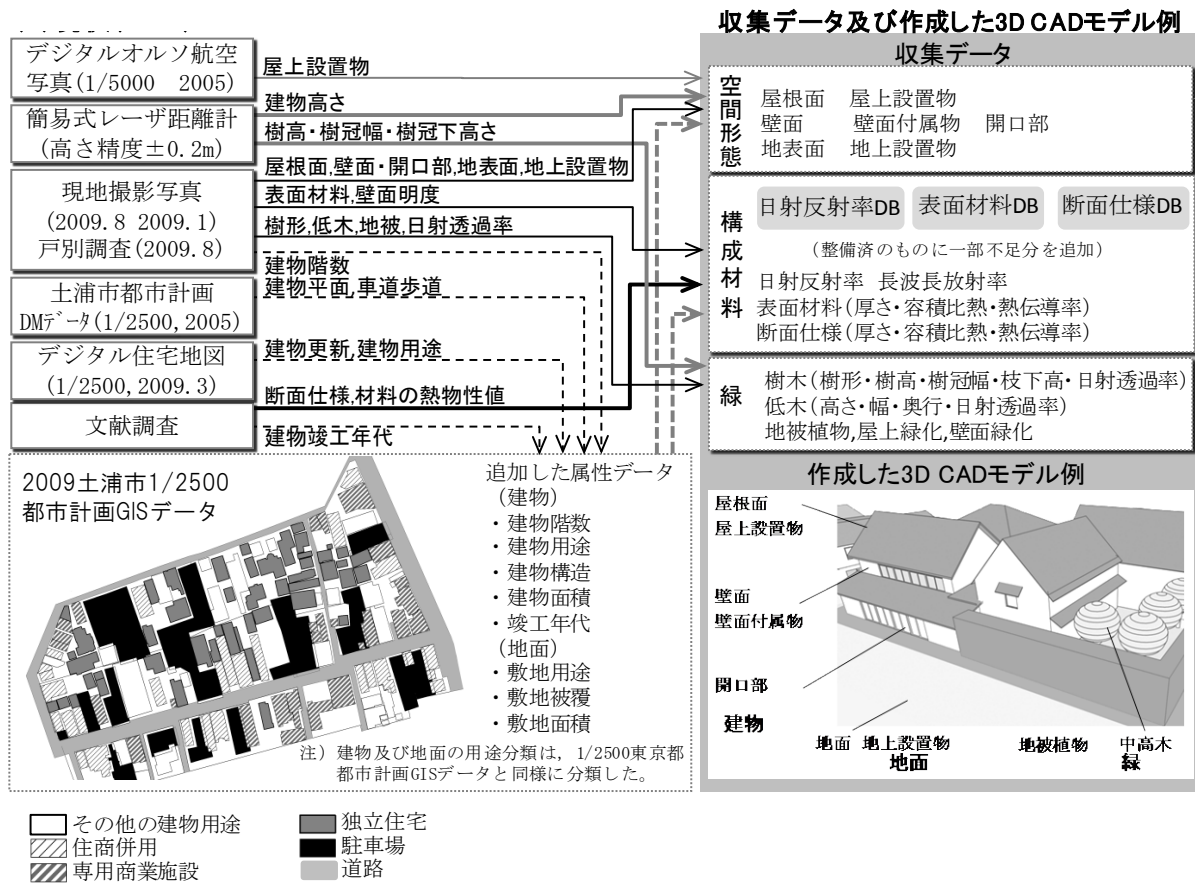 収集データ及び作成した3D CADモデル例
デジタルオルソ航空
写真(1/5000 2005)
簡易式レーザ距離計
(高さ精度±0.2m)
現地撮影写真
(2009.8 2009.1)
戸別調査(2009.8)
土浦市都市計画
DMデータ(1/2500,2005)
デジタル住宅地図
(1/2500,2009.3)
文献調査
屋上設置物
建物高さ
樹高・樹冠幅・樹冠下高さ
屋根面,壁面・開口部,地表面,地上設置物
表面材料,壁面明度
樹形,低木,地被,日射透過率
建物階数
建物平面,車道歩道
建物更新,建物用途
断面仕様,材料の熱物性値
建物竣工年代
収集データ
空間形態
屋根面 屋上設置物
壁面 壁面付属物 開口部
地表面 地上設置物
構成材料
日射反射率DB 表面材料DB 断面仕様DB
(整備済のものに一部不足分を追加)
日射反射率 長波長放射率
表面材料(厚さ・容積比熱・熱伝導率)
断面仕様(厚さ・容積比熱・熱伝導率)
緑
樹木(樹形・樹高・樹冠幅・枝下高・日射透過率)
低木(高さ・幅・奥行・日射透過率)
地被植物,屋上緑化,壁面緑化
2009土浦市1/2500
都市計画GISデータ
追加した属性データ
(建物)
・建物階数
・建物用途
・建物構造
・建物面積
・竣工年代
(地面)
・敷地用途
・敷地被覆
・敷地面積
注) 建物及び地面の用途分類は, 1/2500東京都
都市計画GISデータと同様に分類した。
作成した3D CADモデル例
屋根面
屋上設置物
壁面
壁面付属物
開口部
建物
地面 地上設置物 地被植物 中高木
地面 緑
その他の建物用途
住商併用
専用商業施設
独立住宅
駐車場
道路